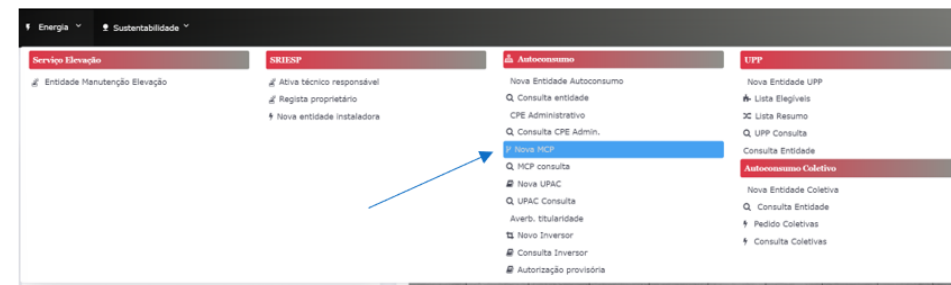 Energia
Sustentabilidade
Serviço Elevação
Entidade Manutenção Elevação
SRIESP
Ativa técnico responsável
Regista proprietário
Nova entidade instaladora
Autoconsumo
Nova Entidade Autoconsumo
Consulta entidade
CPE Administrativo
Consulta CPE Admin.
Nova MCP
MCP consulta
Nova UPAC
UPAC Consulta
Averb. titularidade
Novo Inversor
Consulta Inversor
Autorização provisória
UPP
Nova Entidade UPP
Lista Elegíveis
Lista Resumo
UPP Consulta
Consulta Entidade
Autoconsumo Coletivo
Nova Entidade Coletiva
Consulta Entidade
Pedido Coletivas
Consulta Coletivas